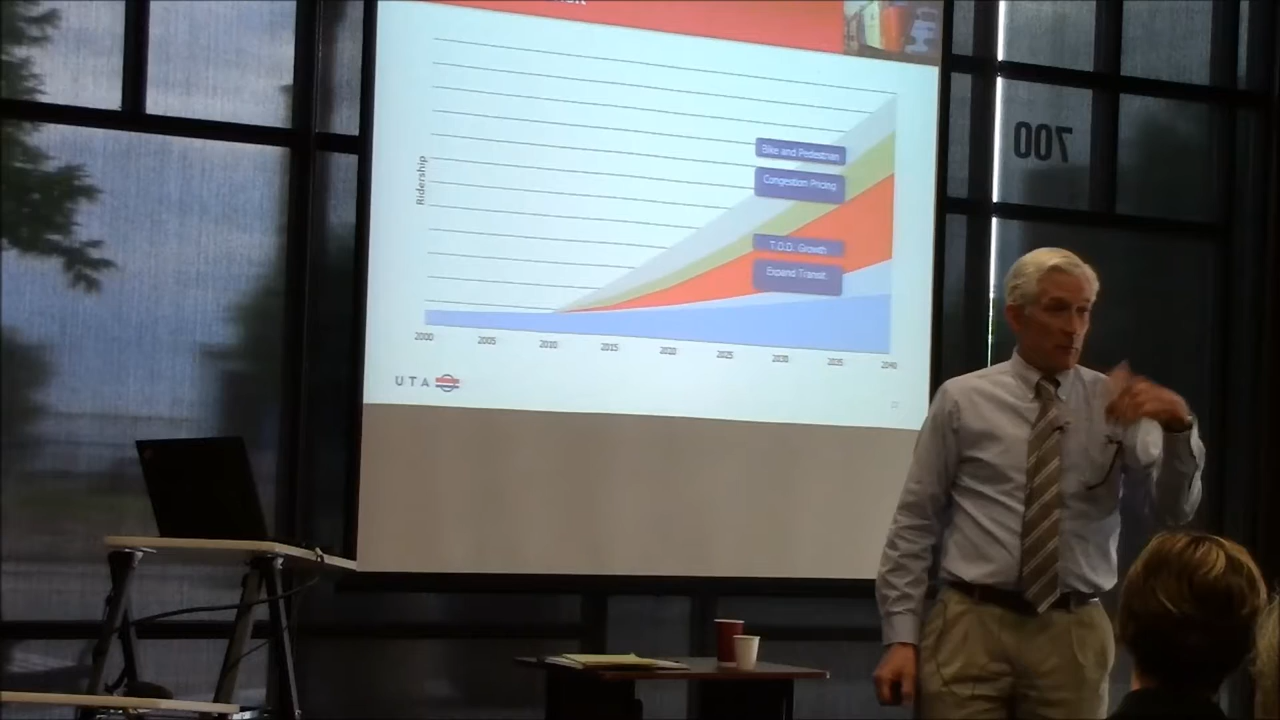 Ridership
Bike and Pedestrian
Congestion Pricing
T.O.D. Growth
Expand Transit
2000 2005 2010 2015 2020 2025 2030 2035 2040
UTA
700